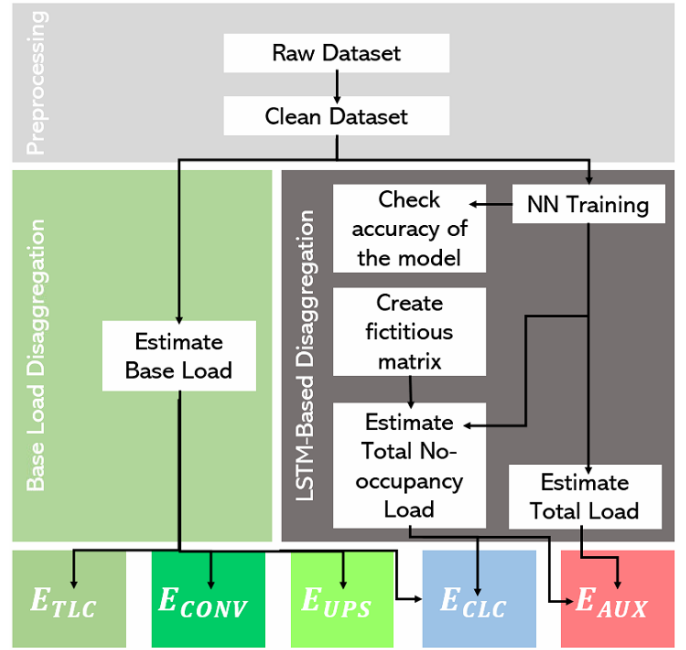 Preprocessing
Raw Dataset
Clean Dataset
Base Load Disaggregation
Estimate
Base Load
LSTM-Based Disaggregation
Check
accuracy of
the model
NN Training
Create
fictitious
matrix
Estimate
Total No-
occupancy
Load
Estimate
Total Load
E_TLC
E_CONV
E_UPS
E_CLC
E_AUX